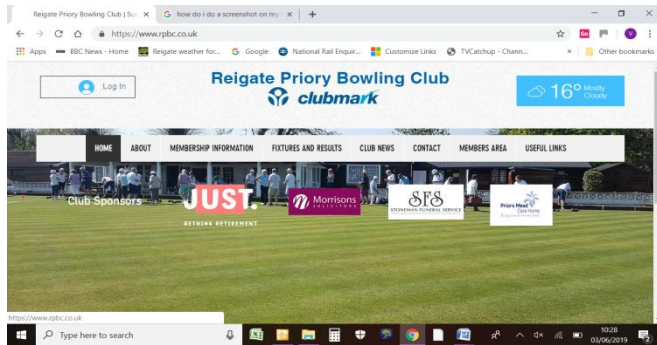 Reigate Priory Bowling Club | Sus
how do i do a screenshot on my
https://www.rpbc.co.uk
Apps BBC News - Home Reigate weather for... Google National Rail Enquir... Customize Links TVCatchup - Chann... » Other bookmarks
Log In
Reigate Priory Bowling Club
clubmark
16° Mostly
Cloudy
HOME ABOUT MEMBERSHIP INFORMATION FIXTURES AND RESULTS CLUB NEWS CONTACT MEMBERS AREA USEFUL LINKS
Club Sponsors
JUST.
RETHINK RETIREMENT
Morrisons
SOLICITORS
SFS
STONEMAN FUNERAL SERVICE
Priors Mead
Care Home
https://www.rpbc.co.uk
Type here to search
10:28
03/06/2019